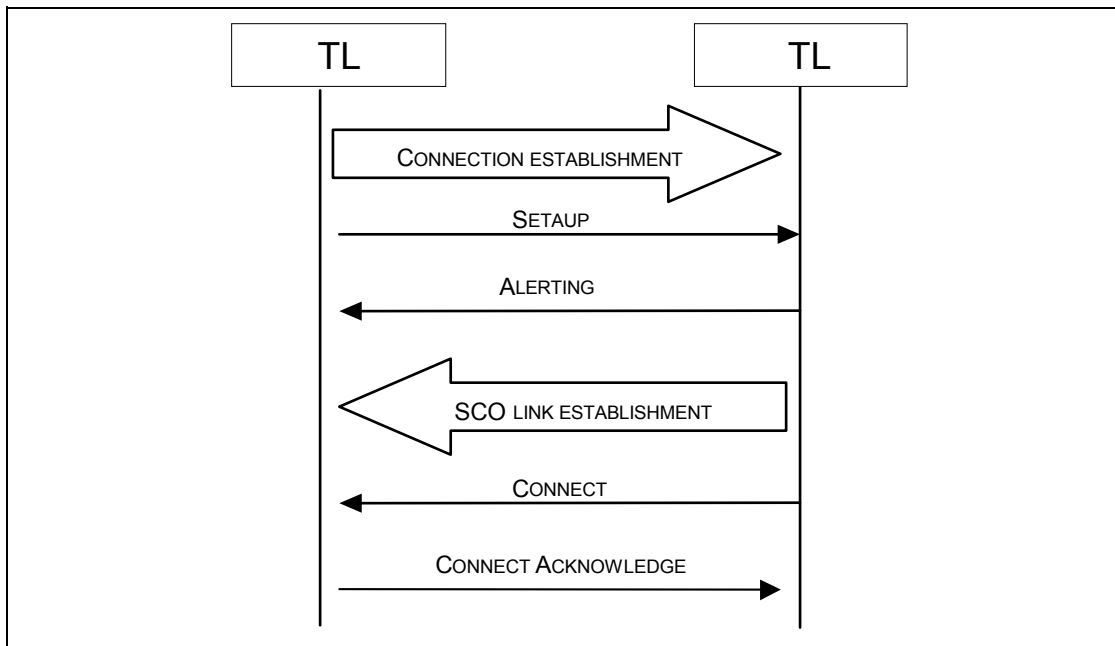 TL
TL
CONNECTION ESTABLISHMENT
SETAUP
ALERTING
SCO LINK ESTABLISHMENT
CONNECT
CONNECT ACKNOWLEDGE